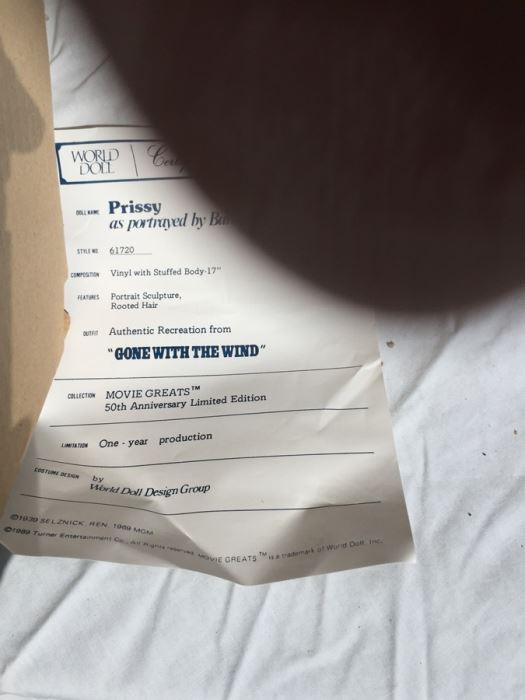 WORLD
DOLL
DOLL NAME Prissy
as portrayed by
STYLE NO 61720
COMPOSITION Vinyl with Stuffed Body-17"
FEATURES Portrait Sculpture,
Rooted Hair
OUTFIT Authentic Recreation from
"GONE WITH THE WIND"
COLLECTION MOVIE GREATS™
50th Anniversary Limited Edition
LIMITATION One - year production
COSTUME DESIGN by
World Doll Design Group
©1939 SELZNICK. REN. 1969 MGM
©1989 Turner Entertainment Co. All Rights reserved. MOVIE GREATS™ is a trademark of World Doll, Inc.